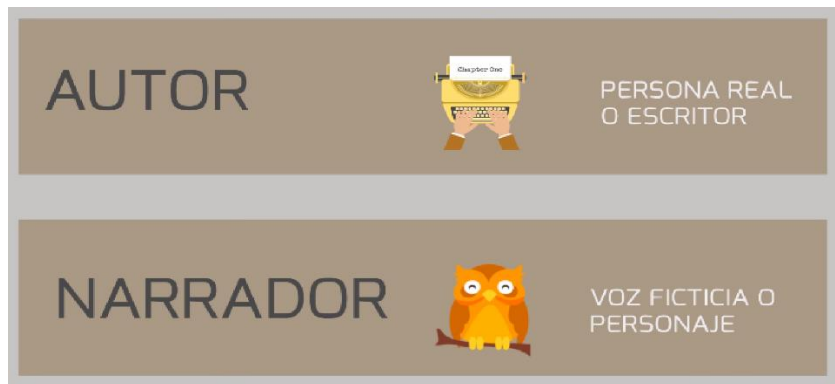 AUTOR
Chapter One
PERSONA REAL
O ESCRITOR
NARRADOR
VOZ FICTICIA O
PERSONAJE